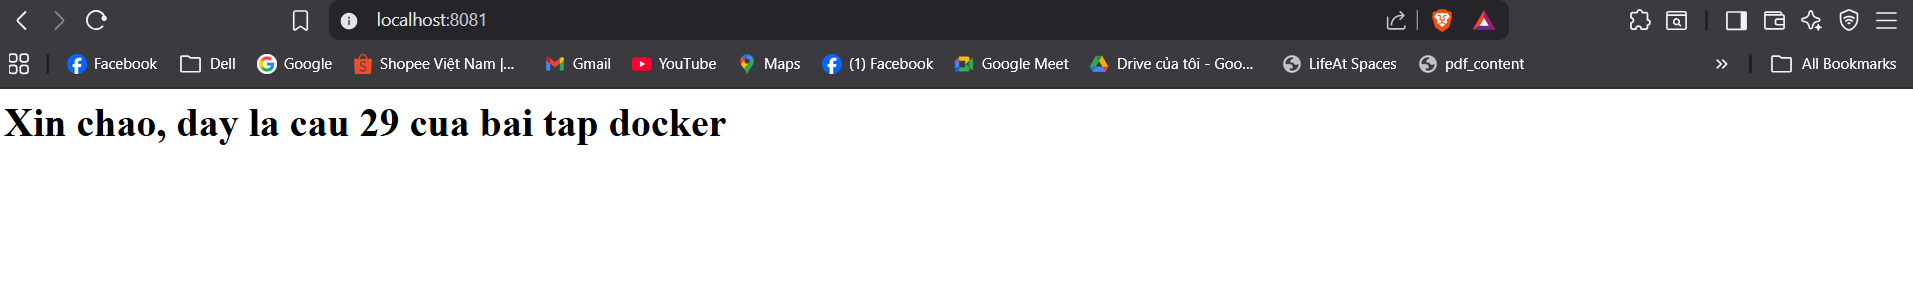 localhost:8081
Facebook Dell Google Shopee Việt Nam |... Gmail YouTube Maps (1) Facebook Google Meet Drive của tôi - Goo... LifeAt Spaces pdf_content » All Bookmarks
Xin chao, day la cau 29 cua bai tap docker